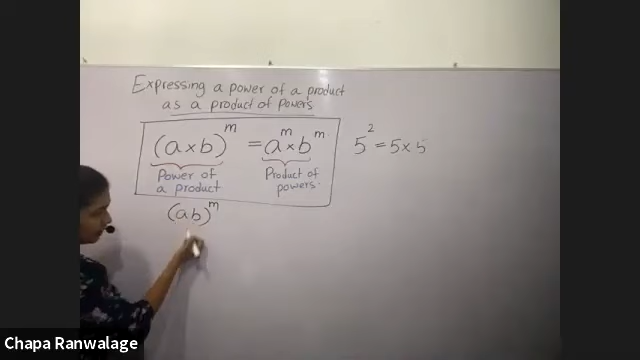 Expressing a power of a product
as a product of powers
(a×b)^m = a^m × b^m.
Power of a product
Product of powers.
5^2 = 5×5
(ab)^m
Chapa Ranwalage